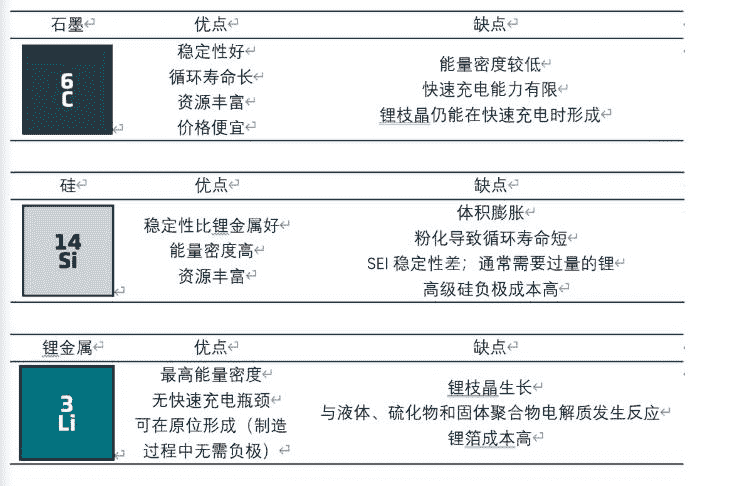 石墨 优点 缺点
6
C
稳定性好
循环寿命长
资源丰富
价格便宜
能量密度较低
快速充电能力有限
锂枝晶仍能在快速充电时形成
硅 优点 缺点
14
Si
稳定性比锂金属好
能量密度高
资源丰富
体积膨胀
粉化导致循环寿命短
SEI 稳定性差；通常需要过量的锂
高级硅负极成本高
锂金属 优点 缺点
3
Li
最高能量密度
无快速充电瓶颈
可在原位形成（制造
过程中无需负极）
锂枝晶生长
与液体、硫化物和固体聚合物电解质发生反应
锂箔成本高